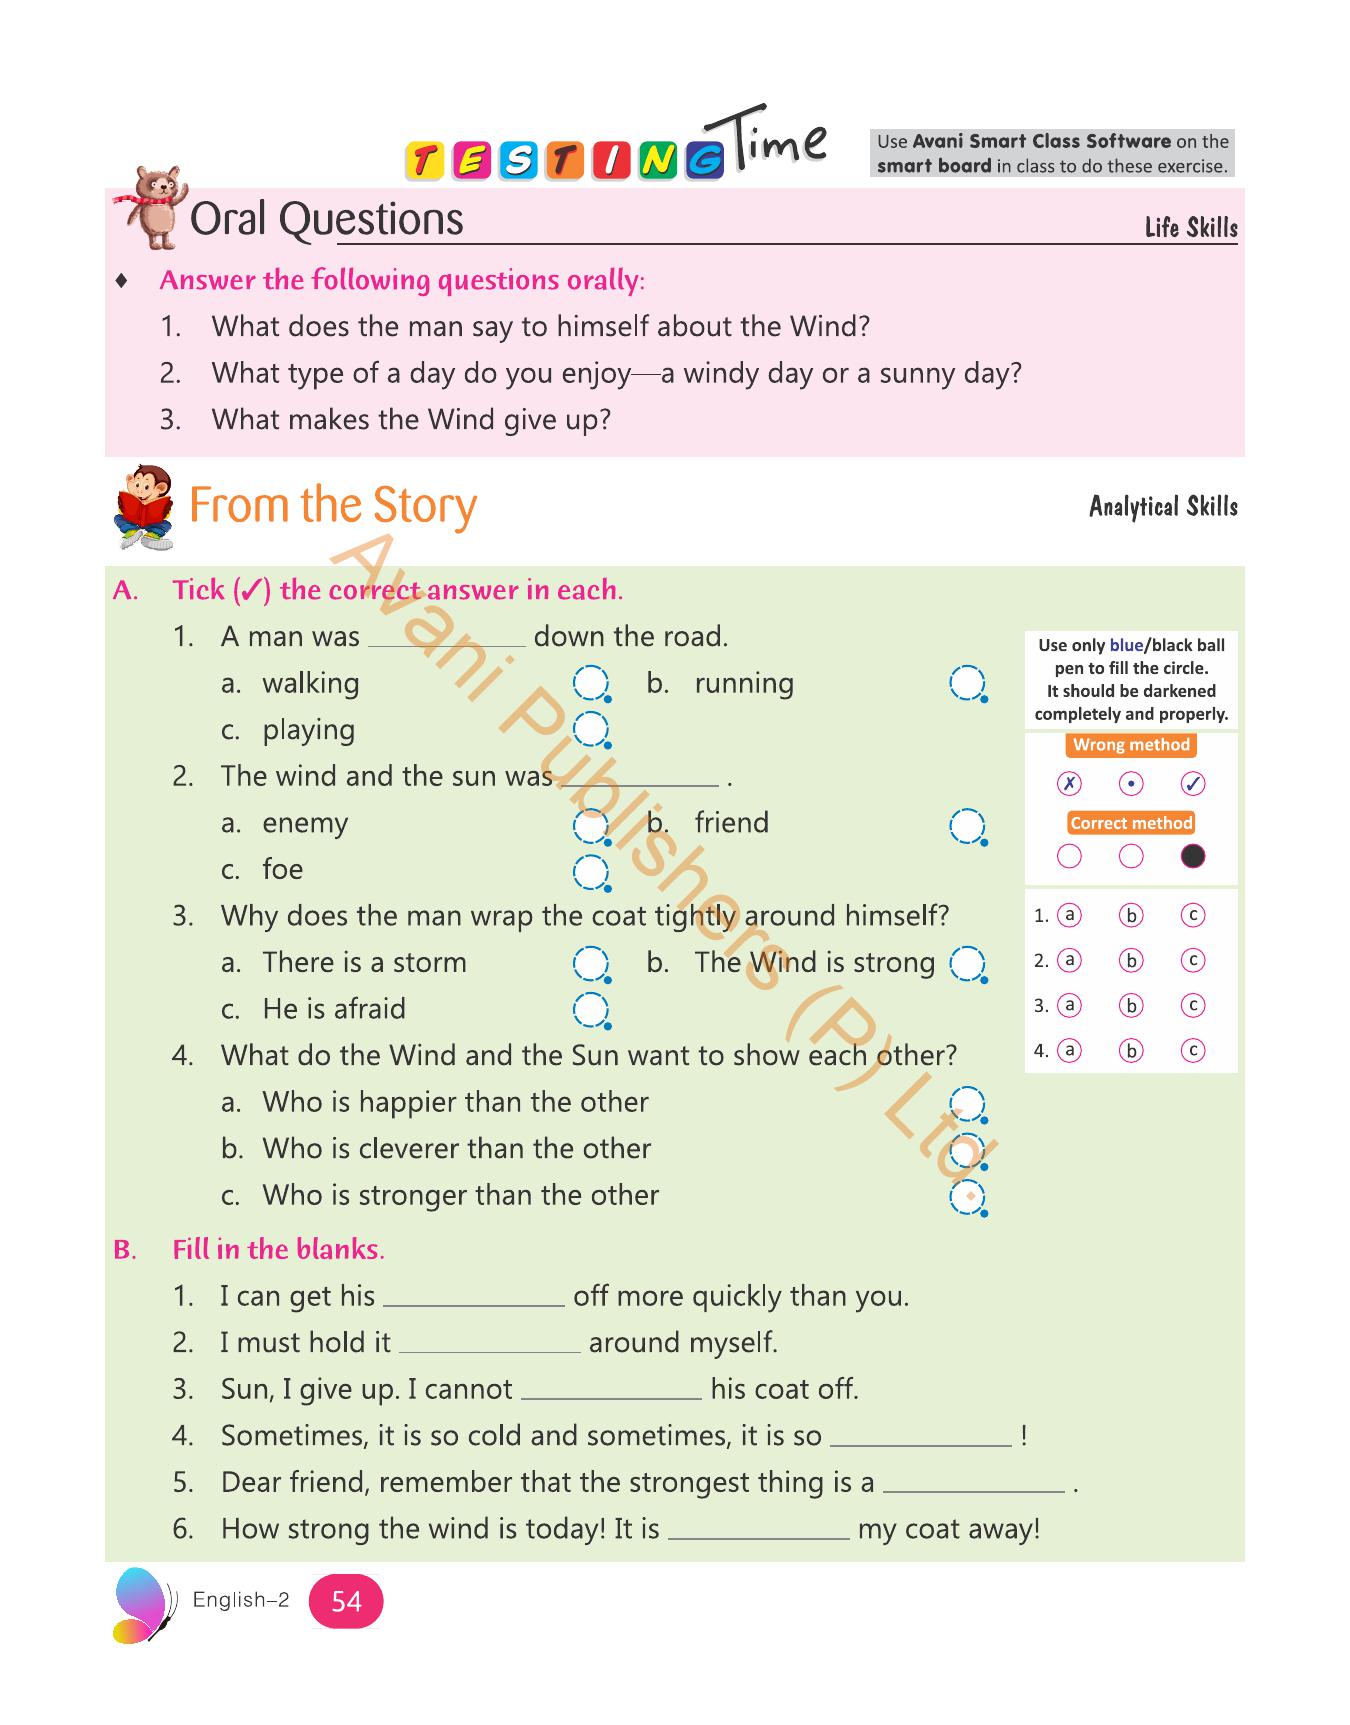 TESTING Time
Use Avani Smart Class Software on the
smart board in class to do these exercise.
Oral Questions
Life Skills
♦ Answer the following questions orally:
1. What does the man say to himself about the Wind?
2. What type of a day do you enjoy—a windy day or a sunny day?
3. What makes the Wind give up?
From the Story
Analytical Skills
A. Tick (✓) the correct answer in each.
1. A man was __________ down the road.
a. walking b. running
c. playing
2. The wind and the sun was __________ .
a. enemy b. friend
c. foe
3. Why does the man wrap the coat tightly around himself?
a. There is a storm b. The Wind is strong
c. He is afraid
4. What do the Wind and the Sun want to show each other?
a. Who is happier than the other
b. Who is cleverer than the other
c. Who is stronger than the other
Use only blue/black ball
pen to fill the circle.
It should be darkened
completely and properly.
Wrong method
✗ • ✓
Correct method
1. a b c
2. a b c
3. a b c
4. a b c
B. Fill in the blanks.
1. I can get his ____________ off more quickly than you.
2. I must hold it ____________ around myself.
3. Sun, I give up. I cannot ____________ his coat off.
4. Sometimes, it is so cold and sometimes, it is so ____________ !
5. Dear friend, remember that the strongest thing is a ____________ .
6. How strong the wind is today! It is ____________ my coat away!
Avani Publishers (P) Ltd.
English–2 54